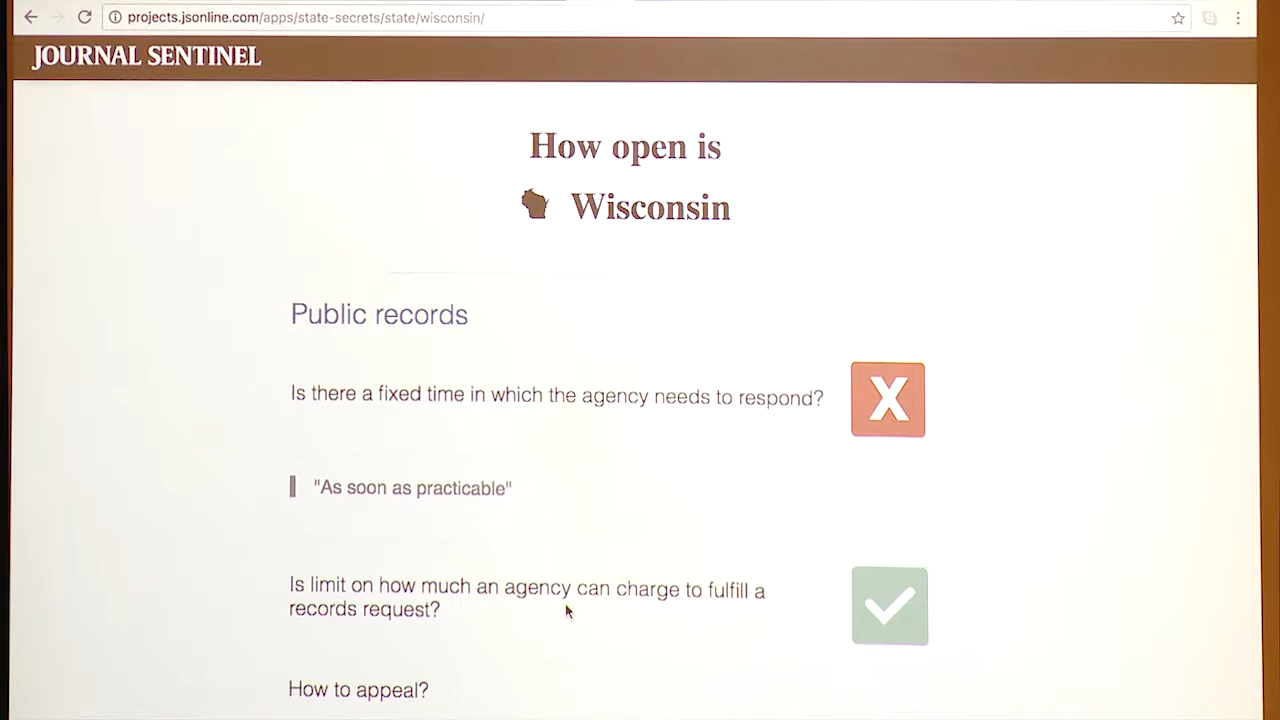 projects.jsonline.com/apps/state-secrets/state/wisconsin/
JOURNAL SENTINEL
How open is
Wisconsin
Public records
Is there a fixed time in which the agency needs to respond?
X
"As soon as practicable"
Is limit on how much an agency can charge to fulfill a
records request?
How to appeal?